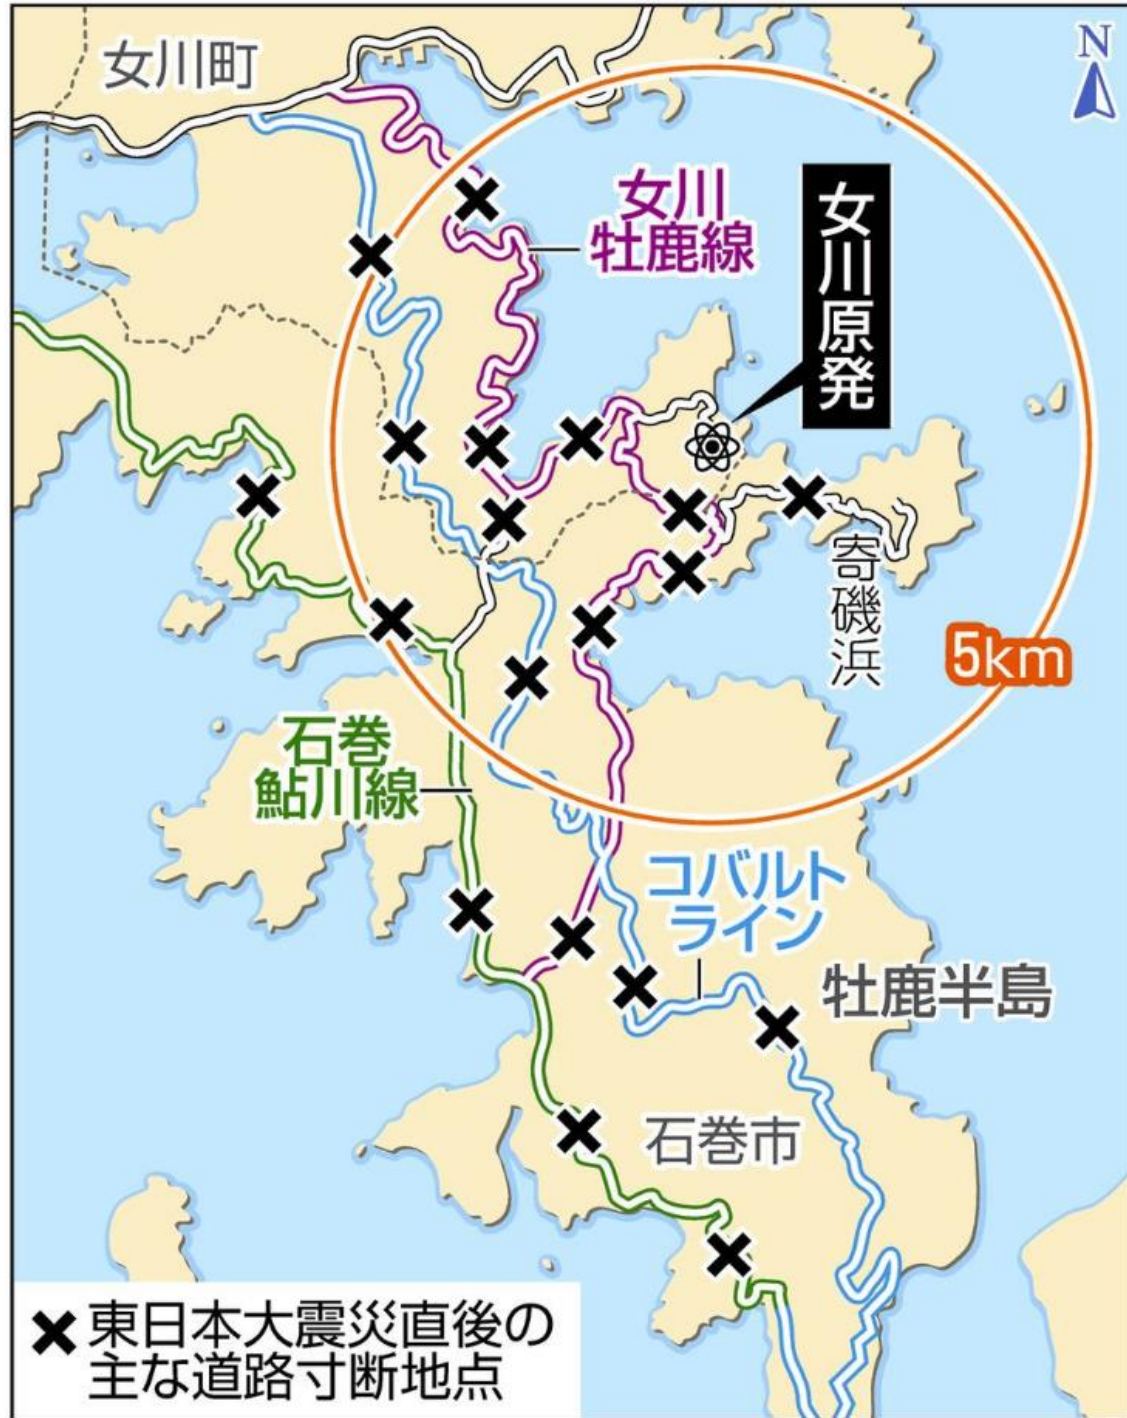 女川町
N
女川
牡鹿線
女川原発
寄磯浜
5km
石巻
鮎川線
コバルト
ライン
牡鹿半島
石巻市
東日本大震災直後の
主な道路寸断地点